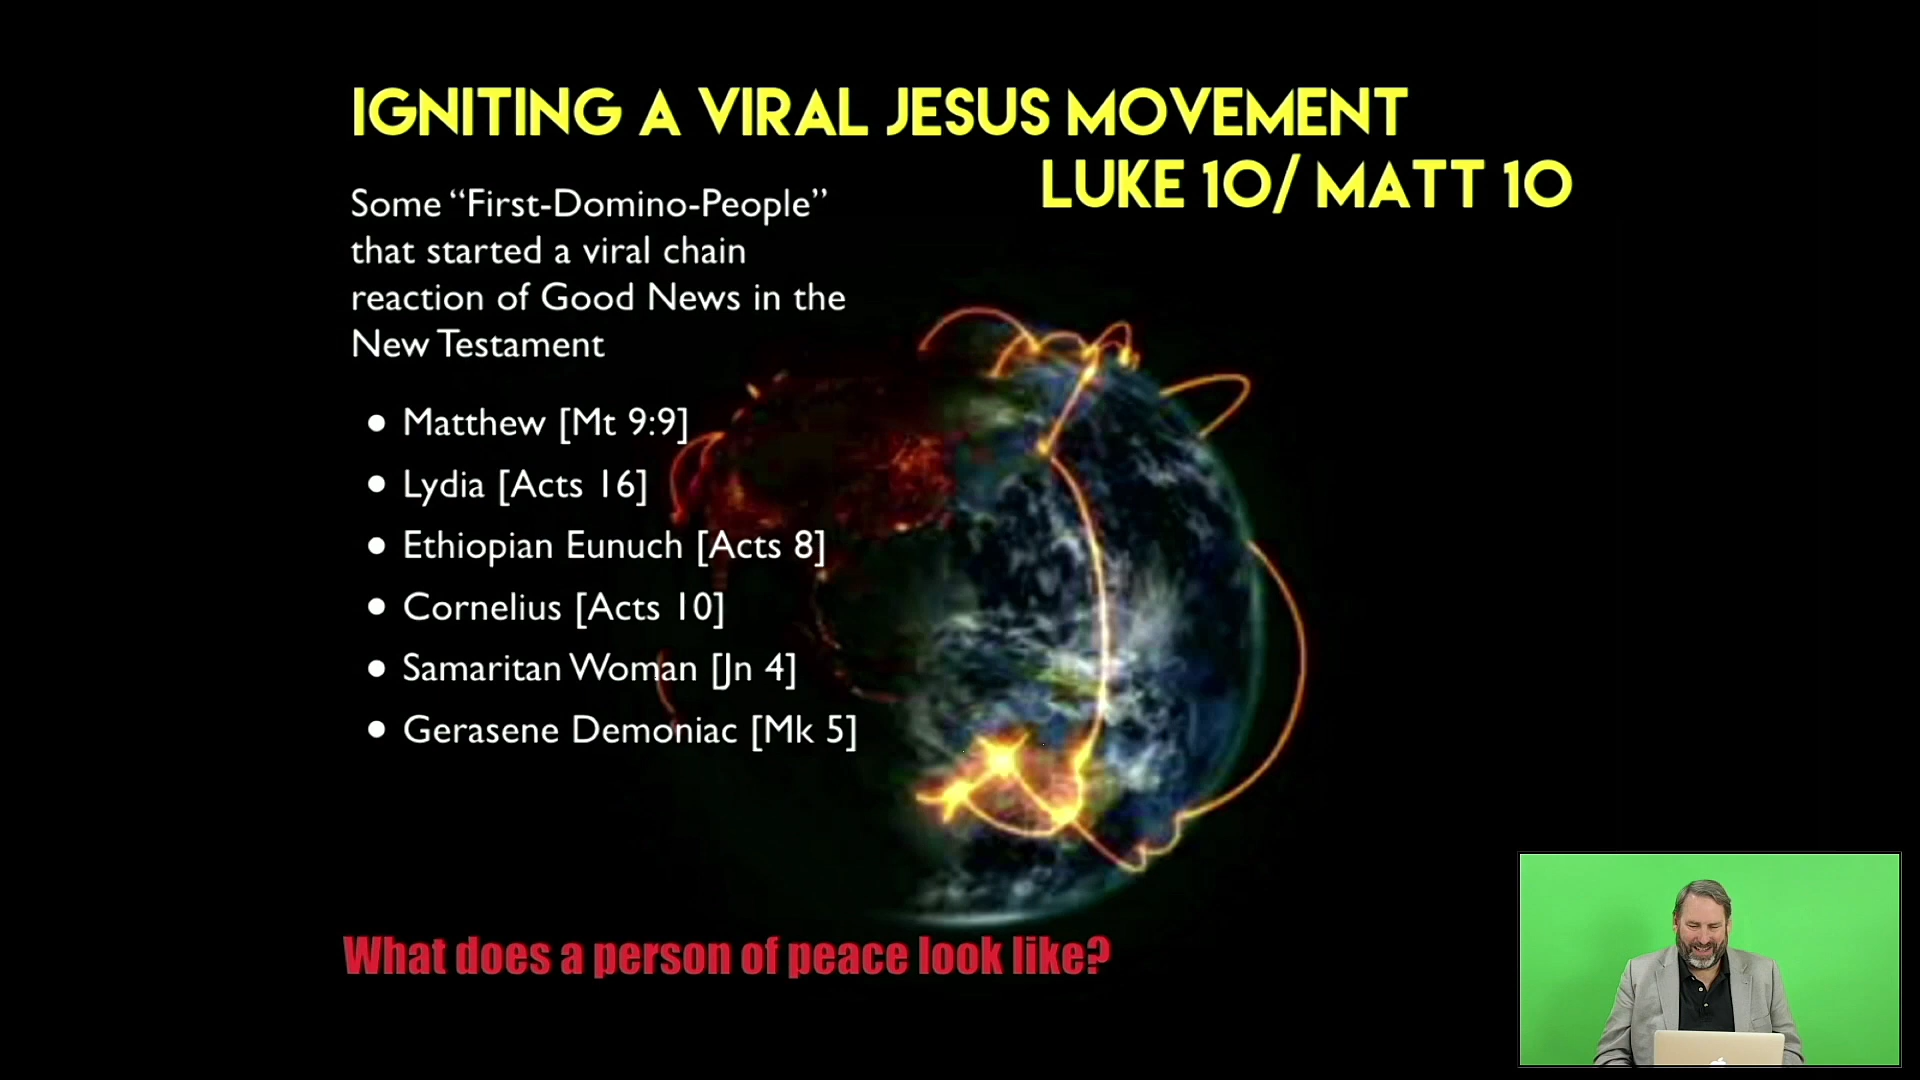 IGNITING A VIRAL JESUS MOVEMENT
LUKE 10/ MATT 10
Some “First-Domino-People”
that started a viral chain
reaction of Good News in the
New Testament
• Matthew [Mt 9:9]
• Lydia [Acts 16]
• Ethiopian Eunuch [Acts 8]
• Cornelius [Acts 10]
• Samaritan Woman [Jn 4]
• Gerasene Demoniac [Mk 5]
What does a person of peace look like?